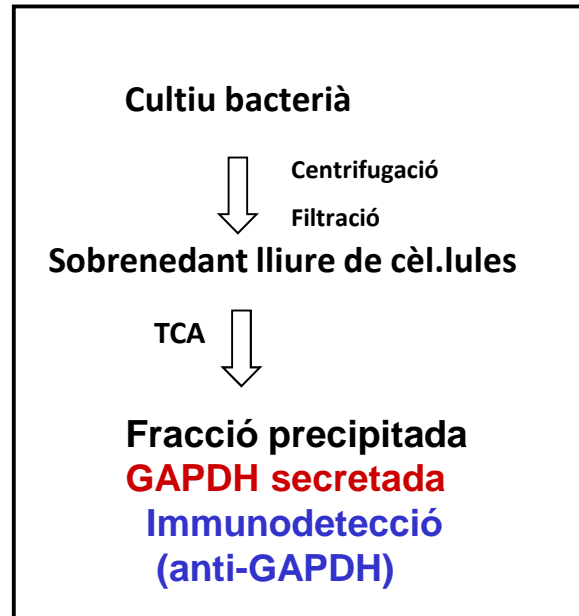 Cultiu bacterià
Centrifugació
Filtració
Sobrenedant lliure de cèl.lules
TCA
Fracció precipitada
GAPDH secretada
Immunodetecció
(anti-GAPDH)